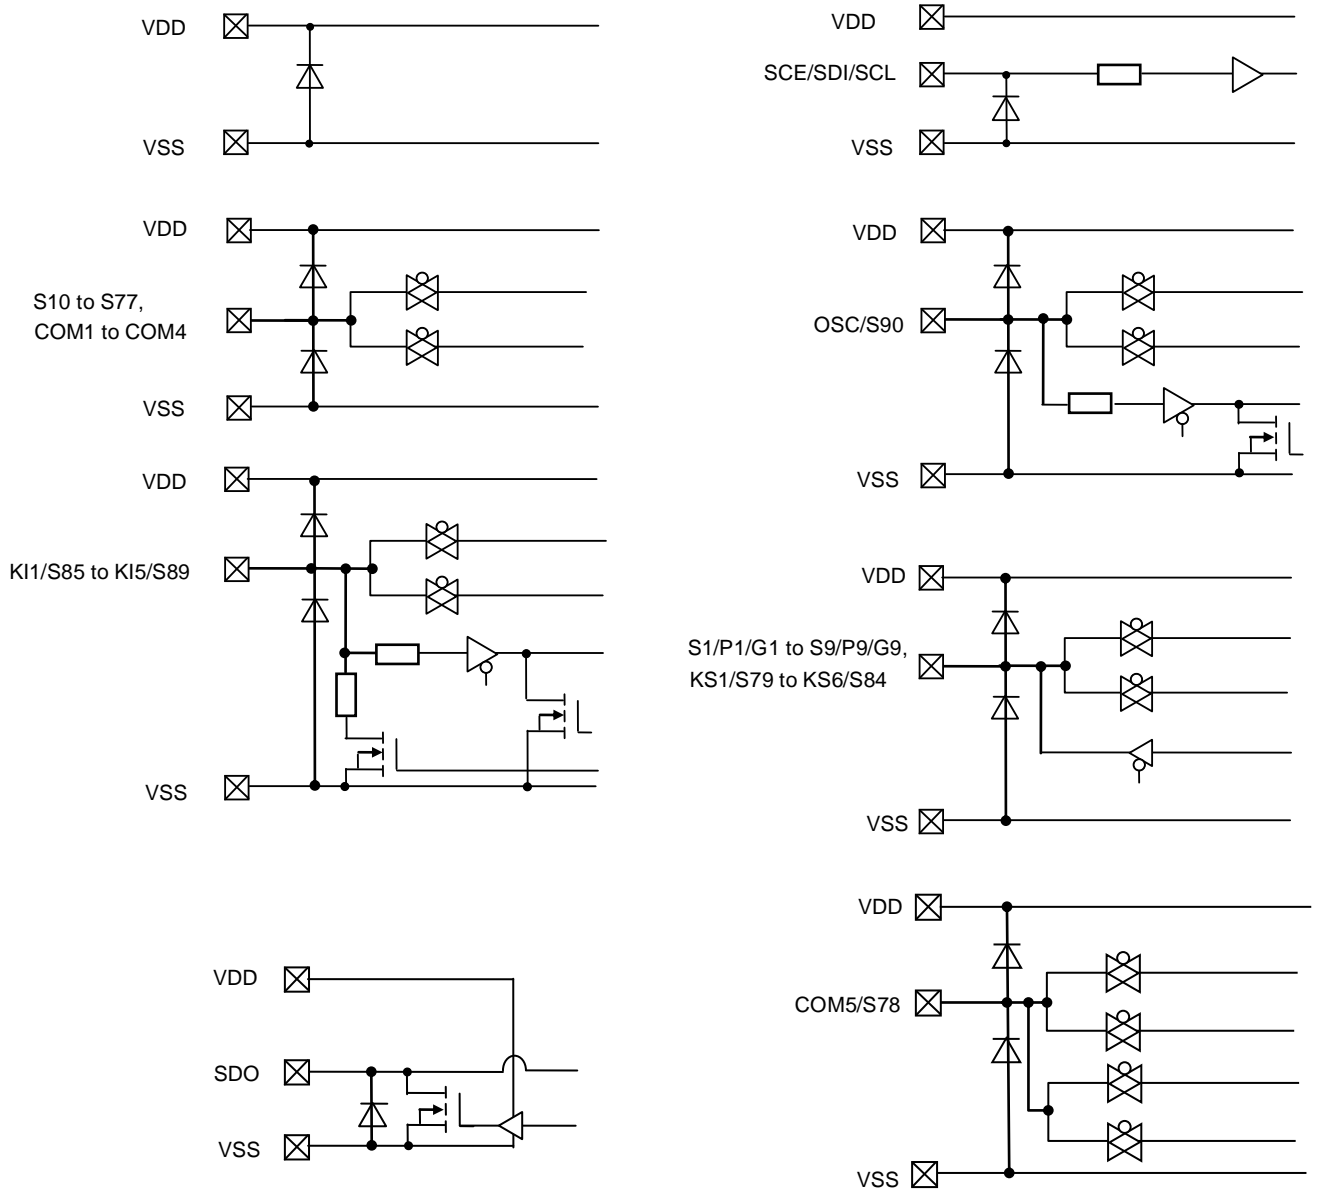 VDD
VSS
VDD
S10 to S77,
COM1 to COM4
VSS
VDD
KI1/S85 to KI5/S89
VSS
VDD
SDO
VSS
VDD
SCE/SDI/SCL
VSS
VDD
OSC/S90
VSS
VDD
S1/P1/G1 to S9/P9/G9,
KS1/S79 to KS6/S84
VSS
VDD
COM5/S78
VSS